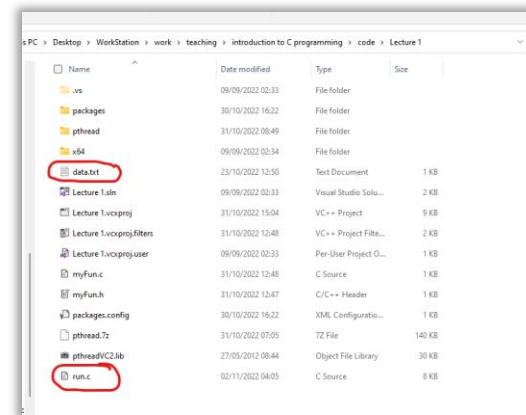 s PC > Desktop > WorkStation > work > teaching > introduction to C programming > code > Lecture 1
Name Date modified Type Size
.vs 09/09/2022 02:33 File folder
packages 30/10/2022 16:22 File folder
pthread 31/10/2022 08:49 File folder
x64 09/09/2022 02:34 File folder
data.txt 23/10/2022 12:50 Text Document 1 KB
Lecture 1.sln 09/09/2022 02:33 Visual Studio Solu... 2 KB
Lecture 1.vcxproj 31/10/2022 15:04 VC++ Project 9 KB
Lecture 1.vcxproj.filters 31/10/2022 12:48 VC++ Project Filte... 2 KB
Lecture 1.vcxproj.user 09/09/2022 02:33 Per-User Project O... 1 KB
myFun.c 31/10/2022 12:48 C Source 1 KB
myFun.h 31/10/2022 12:47 C/C++ Header 1 KB
packages.config 30/10/2022 16:22 XML Configuratio... 1 KB
pthread.7z 31/10/2022 07:05 7Z File 140 KB
pthreadVC2.lib 27/05/2012 08:44 Object File Library 30 KB
run.c 02/11/2022 04:05 C Source 8 KB